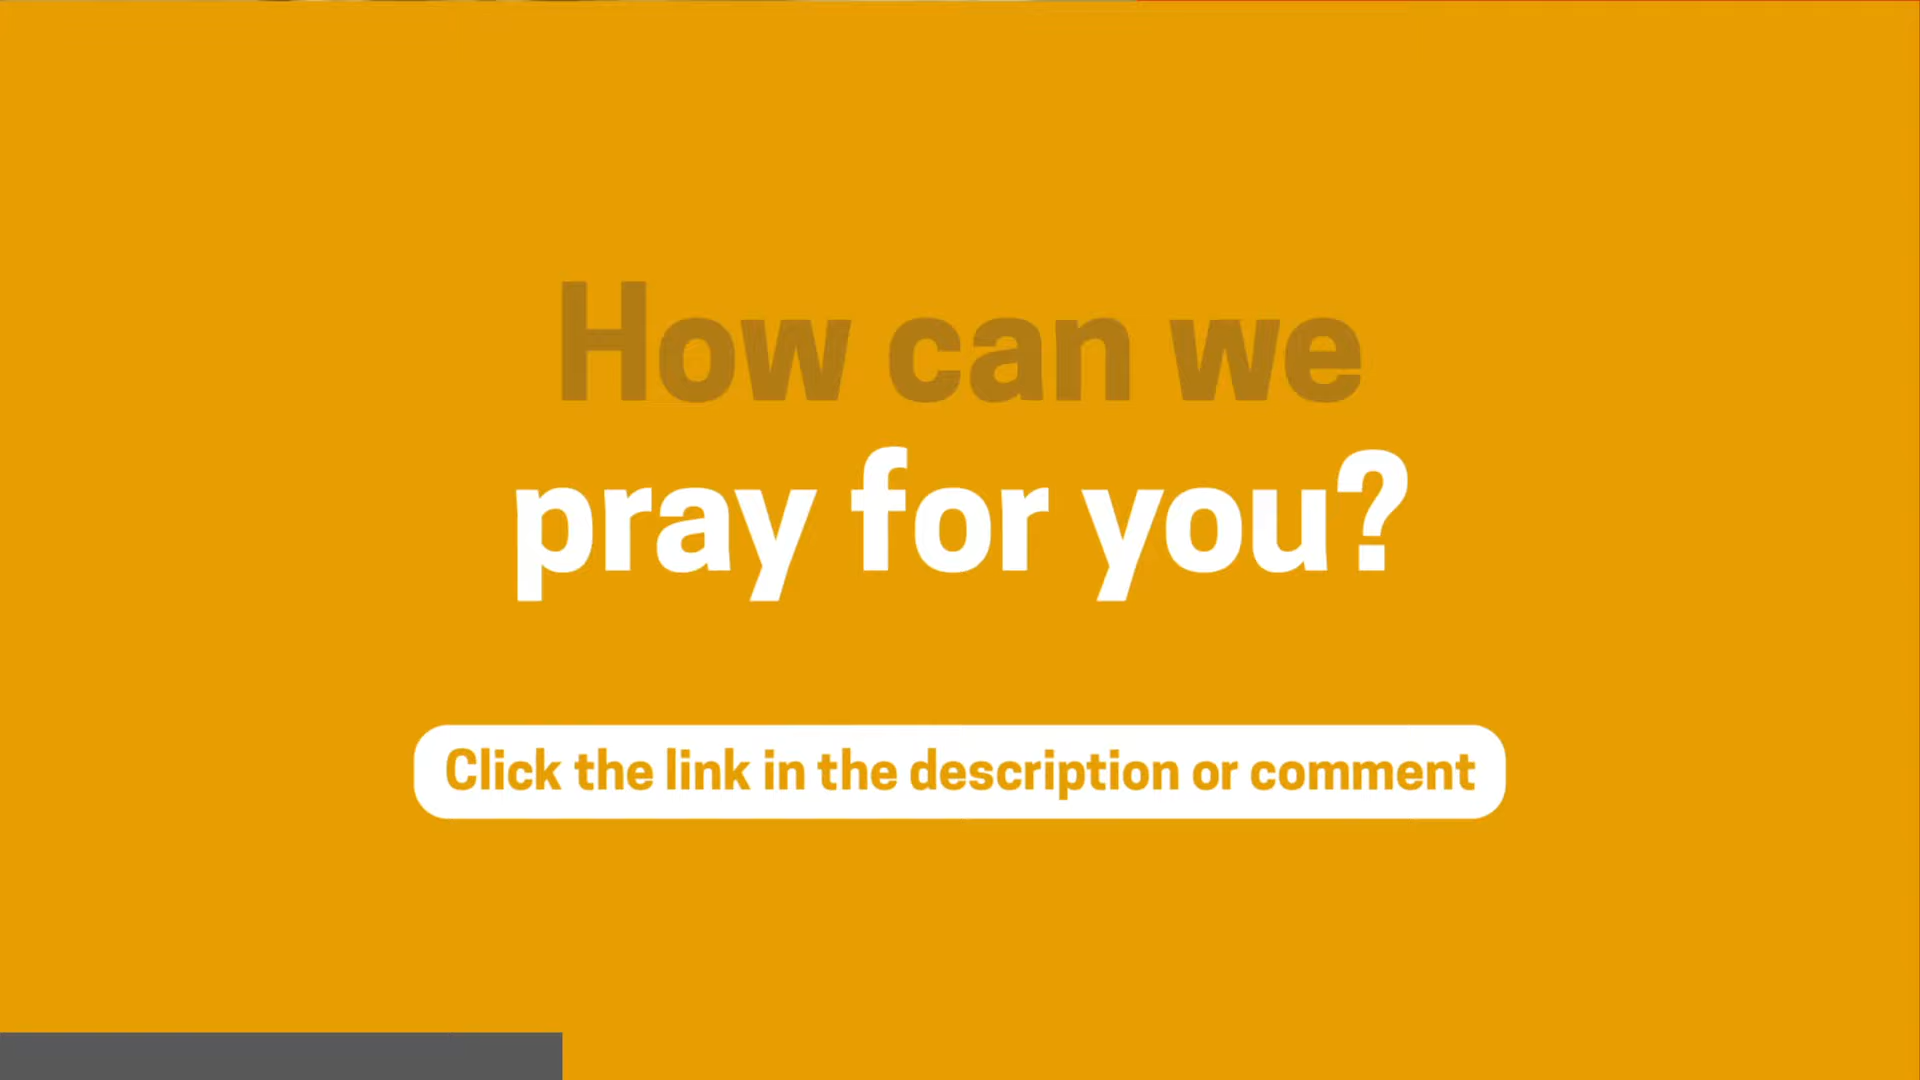 How can we
pray for you?
Click the link in the description or comment